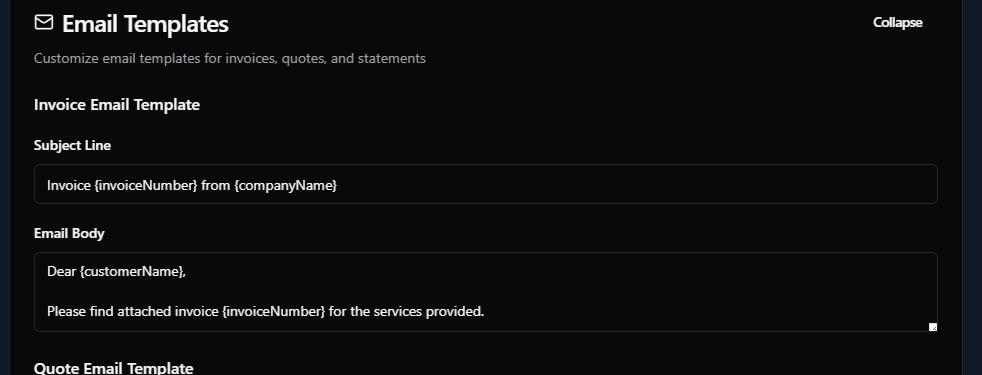 Email Templates
Collapse
Customize email templates for invoices, quotes, and statements
Invoice Email Template
Subject Line
Invoice {invoiceNumber} from {companyName}
Email Body
Dear {customerName},
Please find attached invoice {invoiceNumber} for the services provided.
Quote Email Template